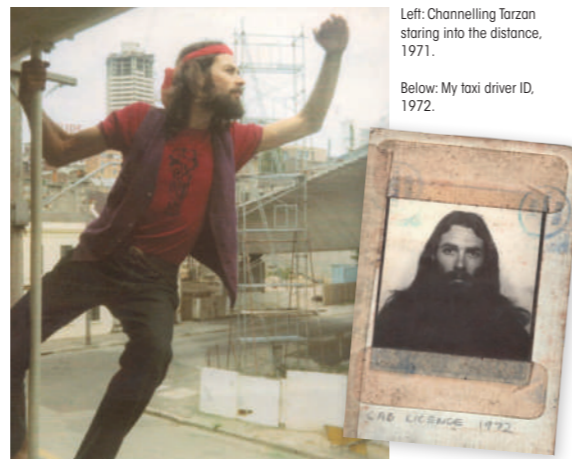 Left: Channelling Tarzan
staring into the distance,
1971.
Below: My taxi driver ID,
1972.
CAB LICENCE 1972